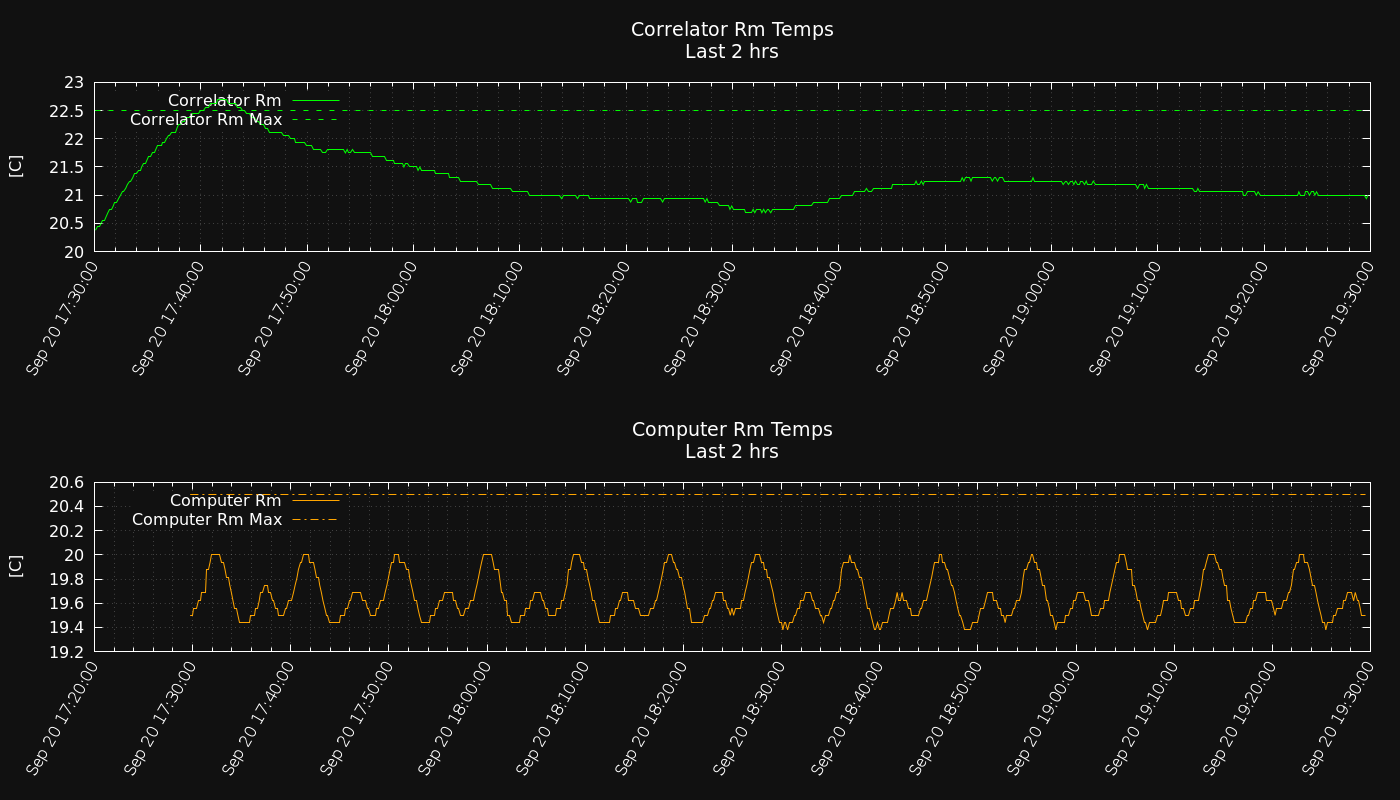 Correlator Rm Temps
Last 2 hrs
[C]
23
22.5
22
21.5
21
20.5
20
Correlator Rm
Correlator Rm Max
Sep 20 17:30:00
Sep 20 17:40:00
Sep 20 17:50:00
Sep 20 18:00:00
Sep 20 18:10:00
Sep 20 18:20:00
Sep 20 18:30:00
Sep 20 18:40:00
Sep 20 18:50:00
Sep 20 19:00:00
Sep 20 19:10:00
Sep 20 19:20:00
Sep 20 19:30:00
Computer Rm Temps
Last 2 hrs
[C]
20.6
20.4
20.2
20
19.8
19.6
19.4
19.2
Computer Rm
Computer Rm Max
Sep 20 17:20:00
Sep 20 17:30:00
Sep 20 17:40:00
Sep 20 17:50:00
Sep 20 18:00:00
Sep 20 18:10:00
Sep 20 18:20:00
Sep 20 18:30:00
Sep 20 18:40:00
Sep 20 18:50:00
Sep 20 19:00:00
Sep 20 19:10:00
Sep 20 19:20:00
Sep 20 19:30:00